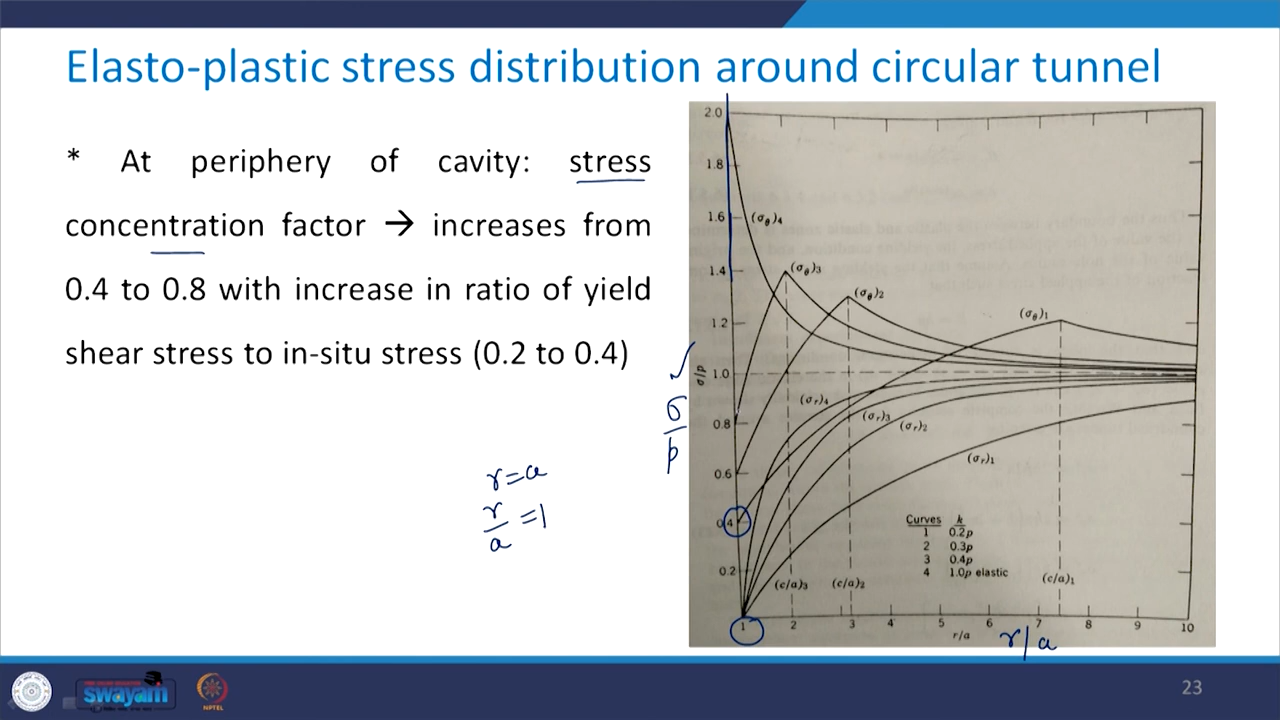 Elasto-plastic stress distribution around circular tunnel
* At periphery of cavity: stress
concentration factor → increases from
0.4 to 0.8 with increase in ratio of yield
shear stress to in-situ stress (0.2 to 0.4)
r=a
r/a =1
σ/p
σ/p
2.0
1.8
1.6
1.4
1.2
1.0
0.8
0.6
0.4
0.2
(σθ)4
(σθ)3
(σθ)2
(σθ)1
(σr)4
(σr)3
(σr)2
(σr)1
Curves k
1 0.2p
2 0.3p
3 0.4p
4 1.0p elastic
(c/a)3 (c/a)2 (c/a)1
1 2 3 4 5 6 7 8 9 10
r/a
r/a
swayam
NPTEL
23